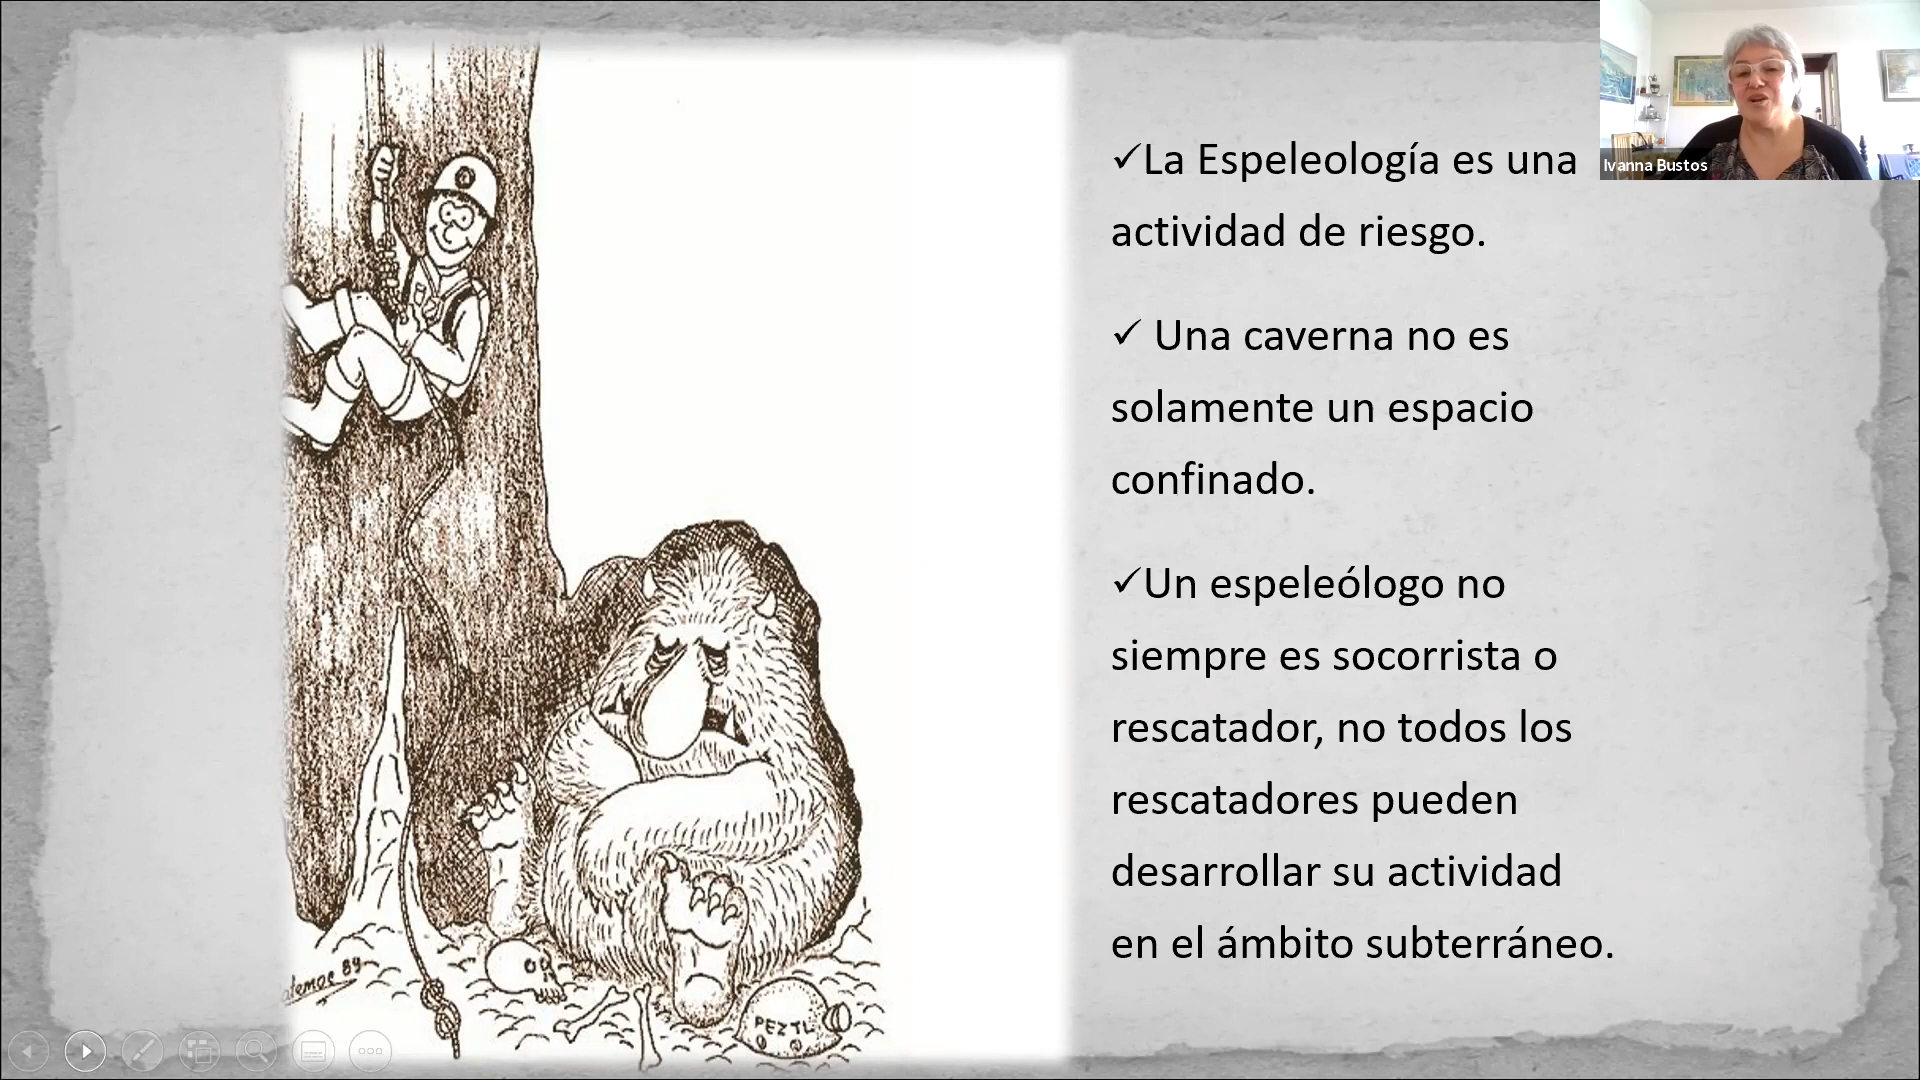 ✓La Espeleología es una
actividad de riesgo.
✓ Una caverna no es
solamente un espacio
confinado.
✓Un espeleólogo no
siempre es socorrista o
rescatador, no todos los
rescatadores pueden
desarrollar su actividad
en el ámbito subterráneo.
Ivanna Bustos
89
PEZTL